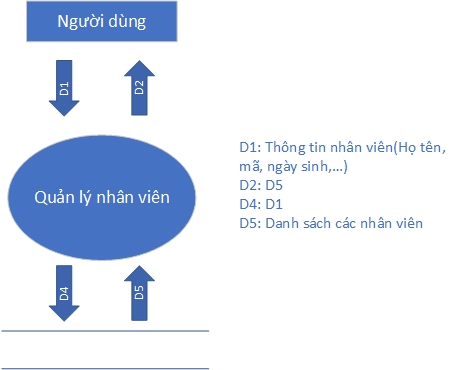 Người dùng
D1
D2
Quản lý nhân viên
D1: Thông tin nhân viên(Họ tên,
mã, ngày sinh,...)
D2: D5
D4: D1
D5: Danh sách các nhân viên
D4
D5